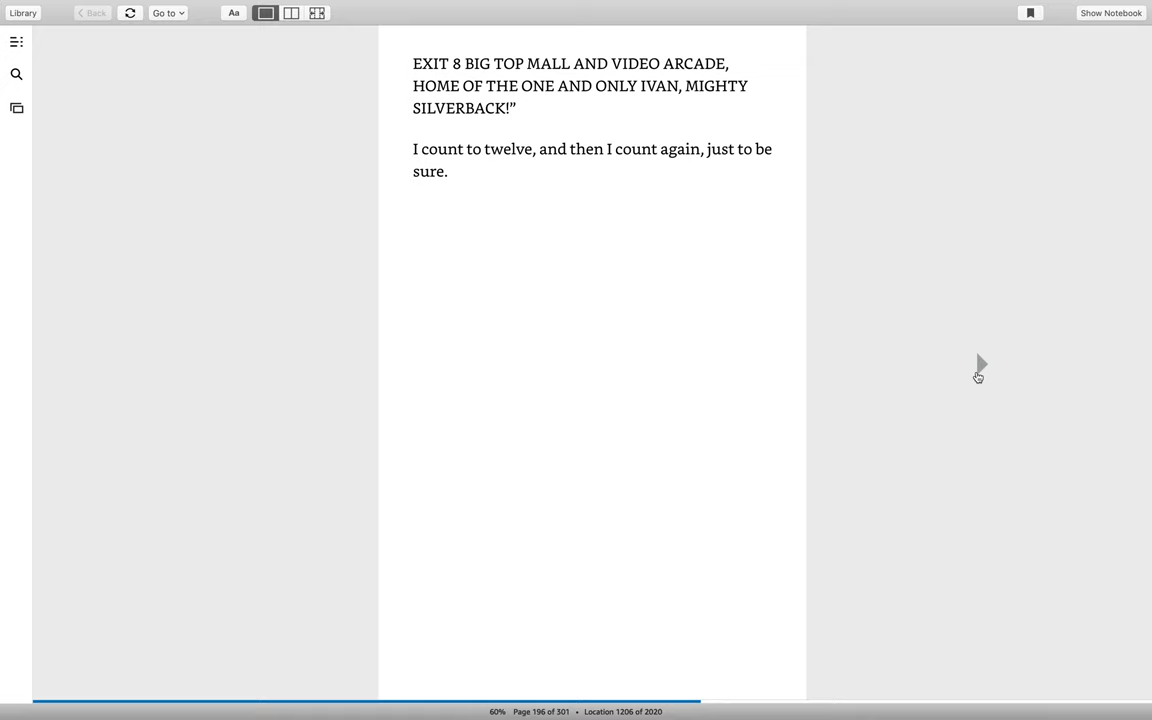 Library
Back
Go to
Aa
Show Notebook
EXIT 8 BIG TOP MALL AND VIDEO ARCADE,
HOME OF THE ONE AND ONLY IVAN, MIGHTY
SILVERBACK!”
I count to twelve, and then I count again, just to be
sure.
60% Page 196 of 301 • Location 1206 of 2020